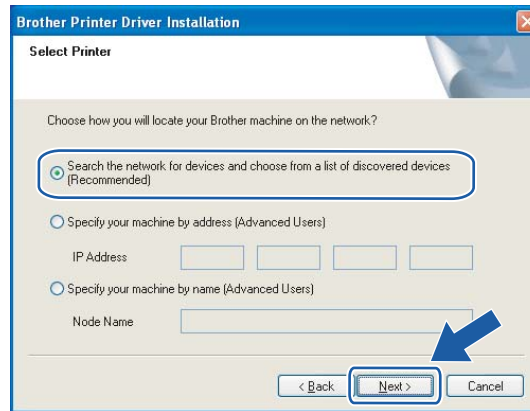 Brother Printer Driver Installation
Select Printer
Choose how you will locate your Brother machine on the network?
Search the network for devices and choose from a list of discovered devices
(Recommended)
Specify your machine by address (Advanced Users)
IP Address
Specify your machine by name (Advanced Users)
Node Name
< Back
Next >
Cancel